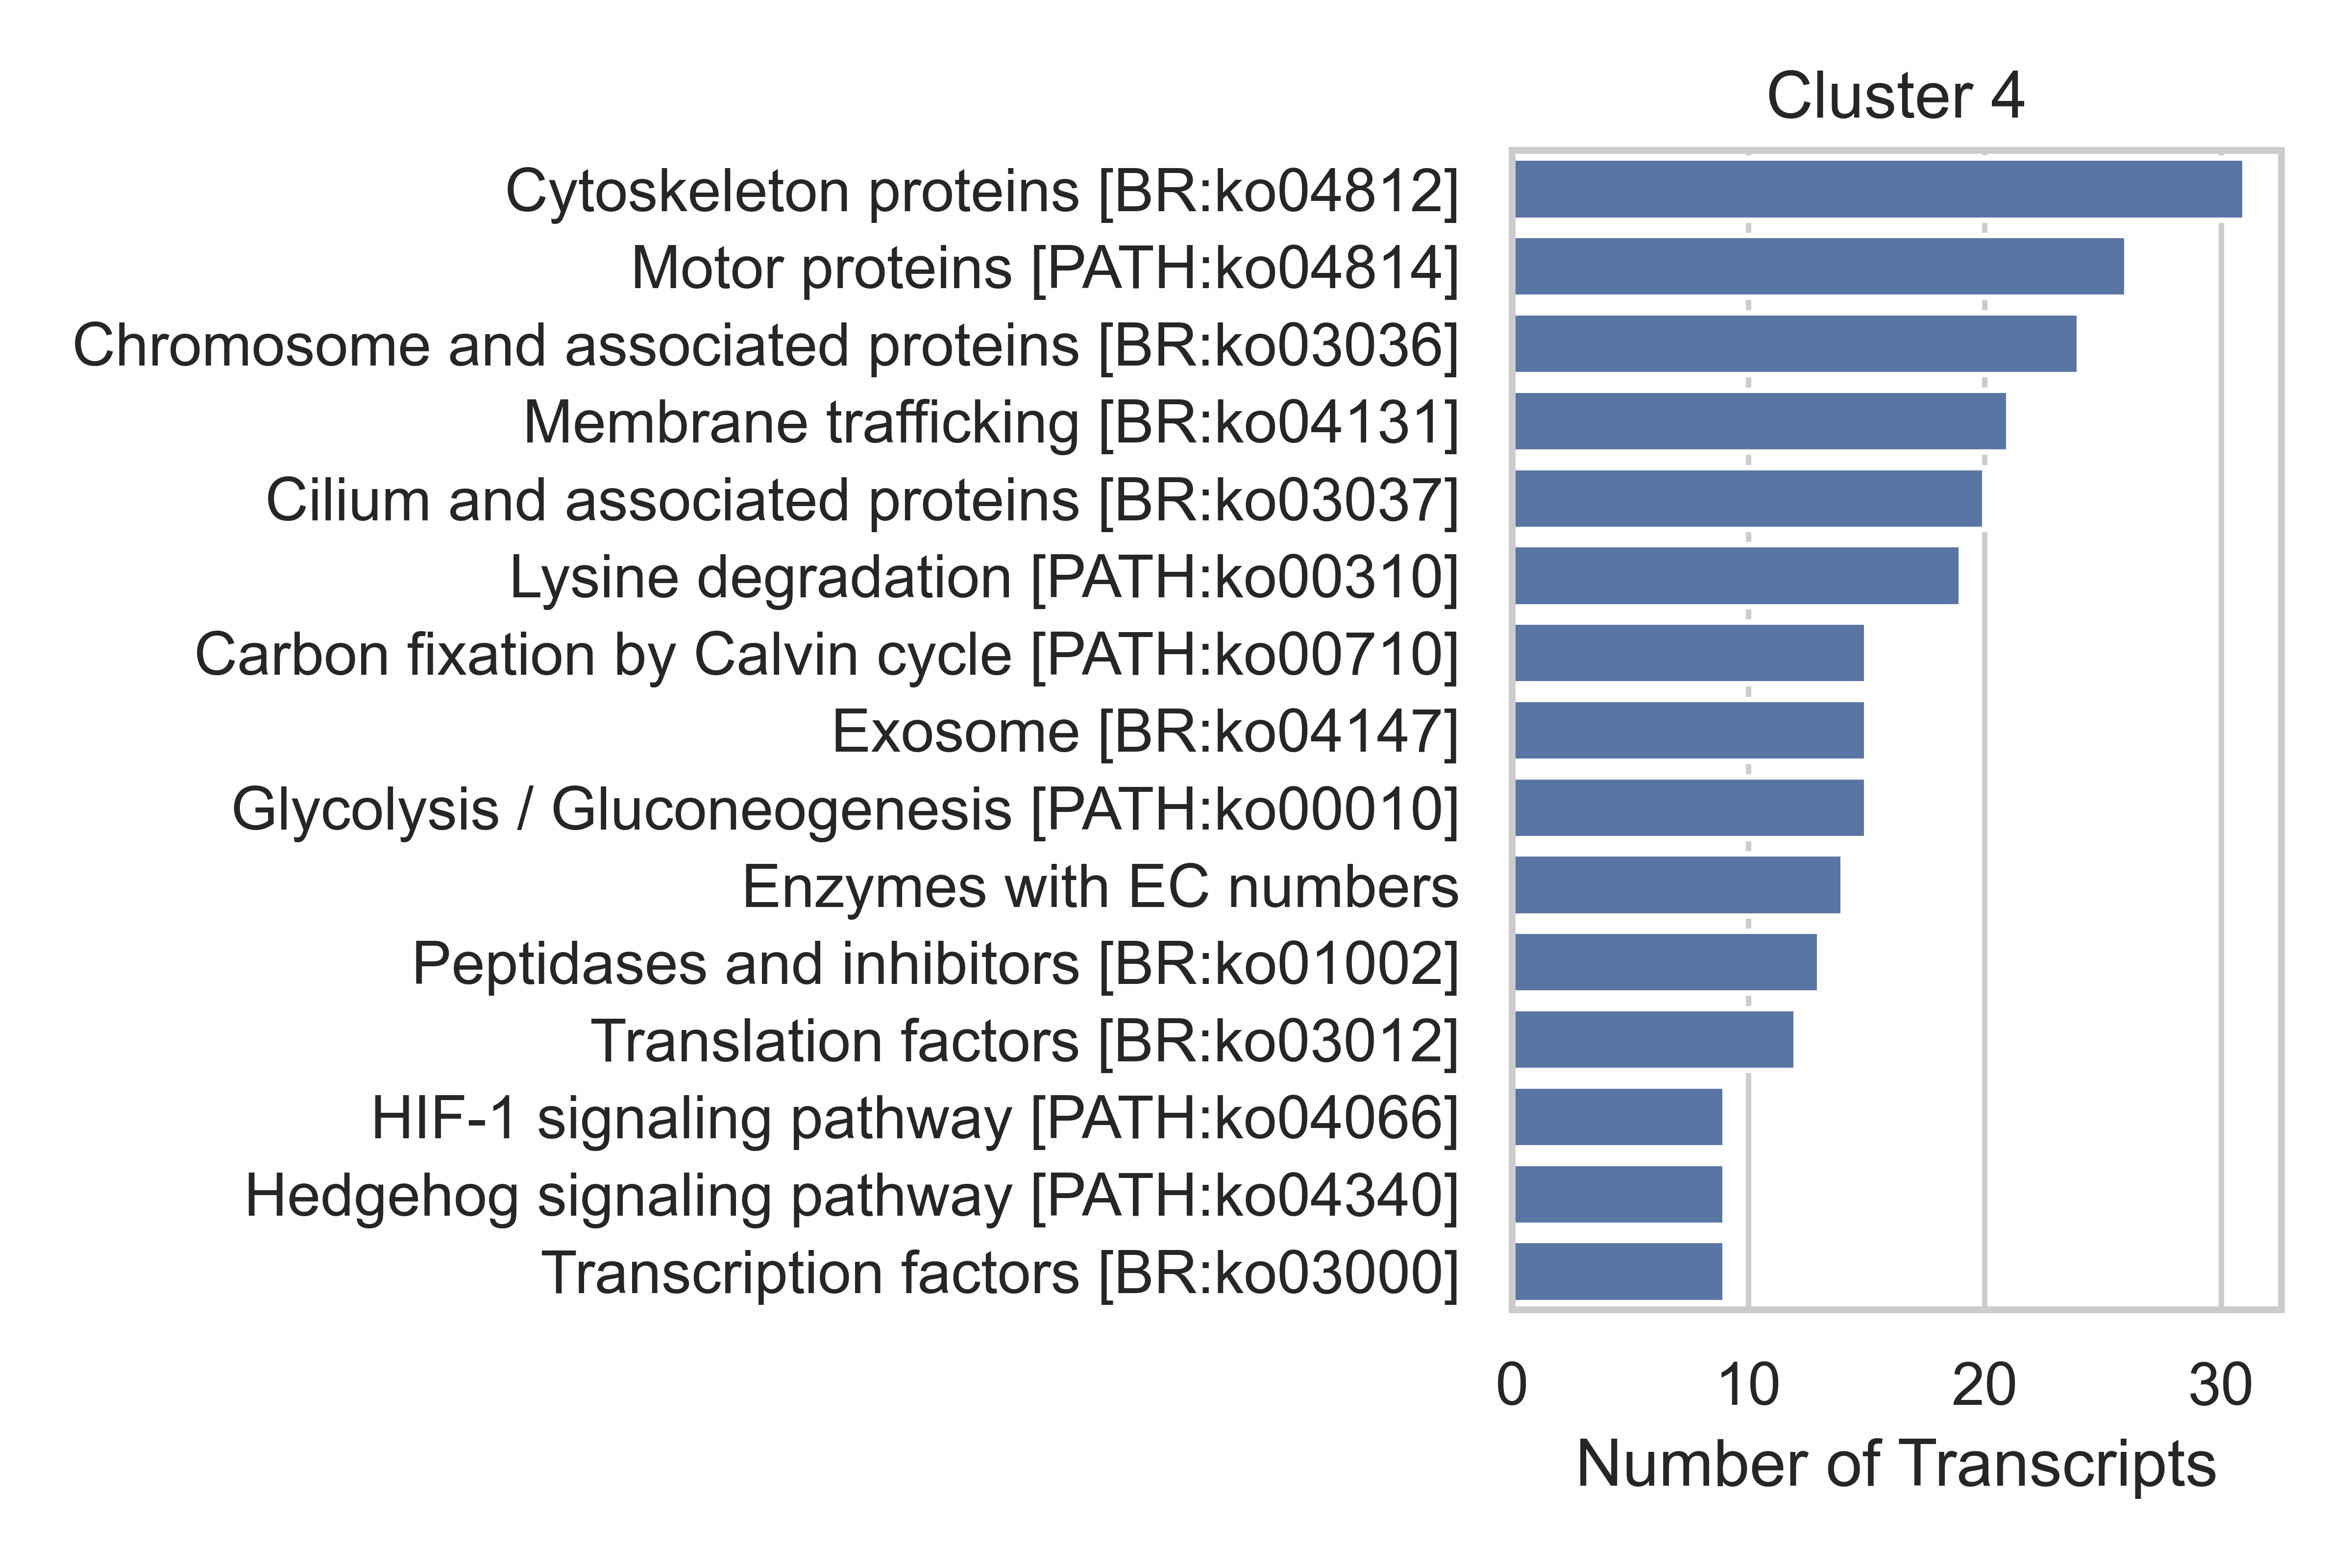 Cluster 4
Cytoskeleton proteins [BR:ko04812]
Motor proteins [PATH:ko04814]
Chromosome and associated proteins [BR:ko03036]
Membrane trafficking [BR:ko04131]
Cilium and associated proteins [BR:ko03037]
Lysine degradation [PATH:ko00310]
Carbon fixation by Calvin cycle [PATH:ko00710]
Exosome [BR:ko04147]
Glycolysis / Gluconeogenesis [PATH:ko00010]
Enzymes with EC numbers
Peptidases and inhibitors [BR:ko01002]
Translation factors [BR:ko03012]
HIF-1 signaling pathway [PATH:ko04066]
Hedgehog signaling pathway [PATH:ko04340]
Transcription factors [BR:ko03000]
0 10 20 30
Number of Transcripts